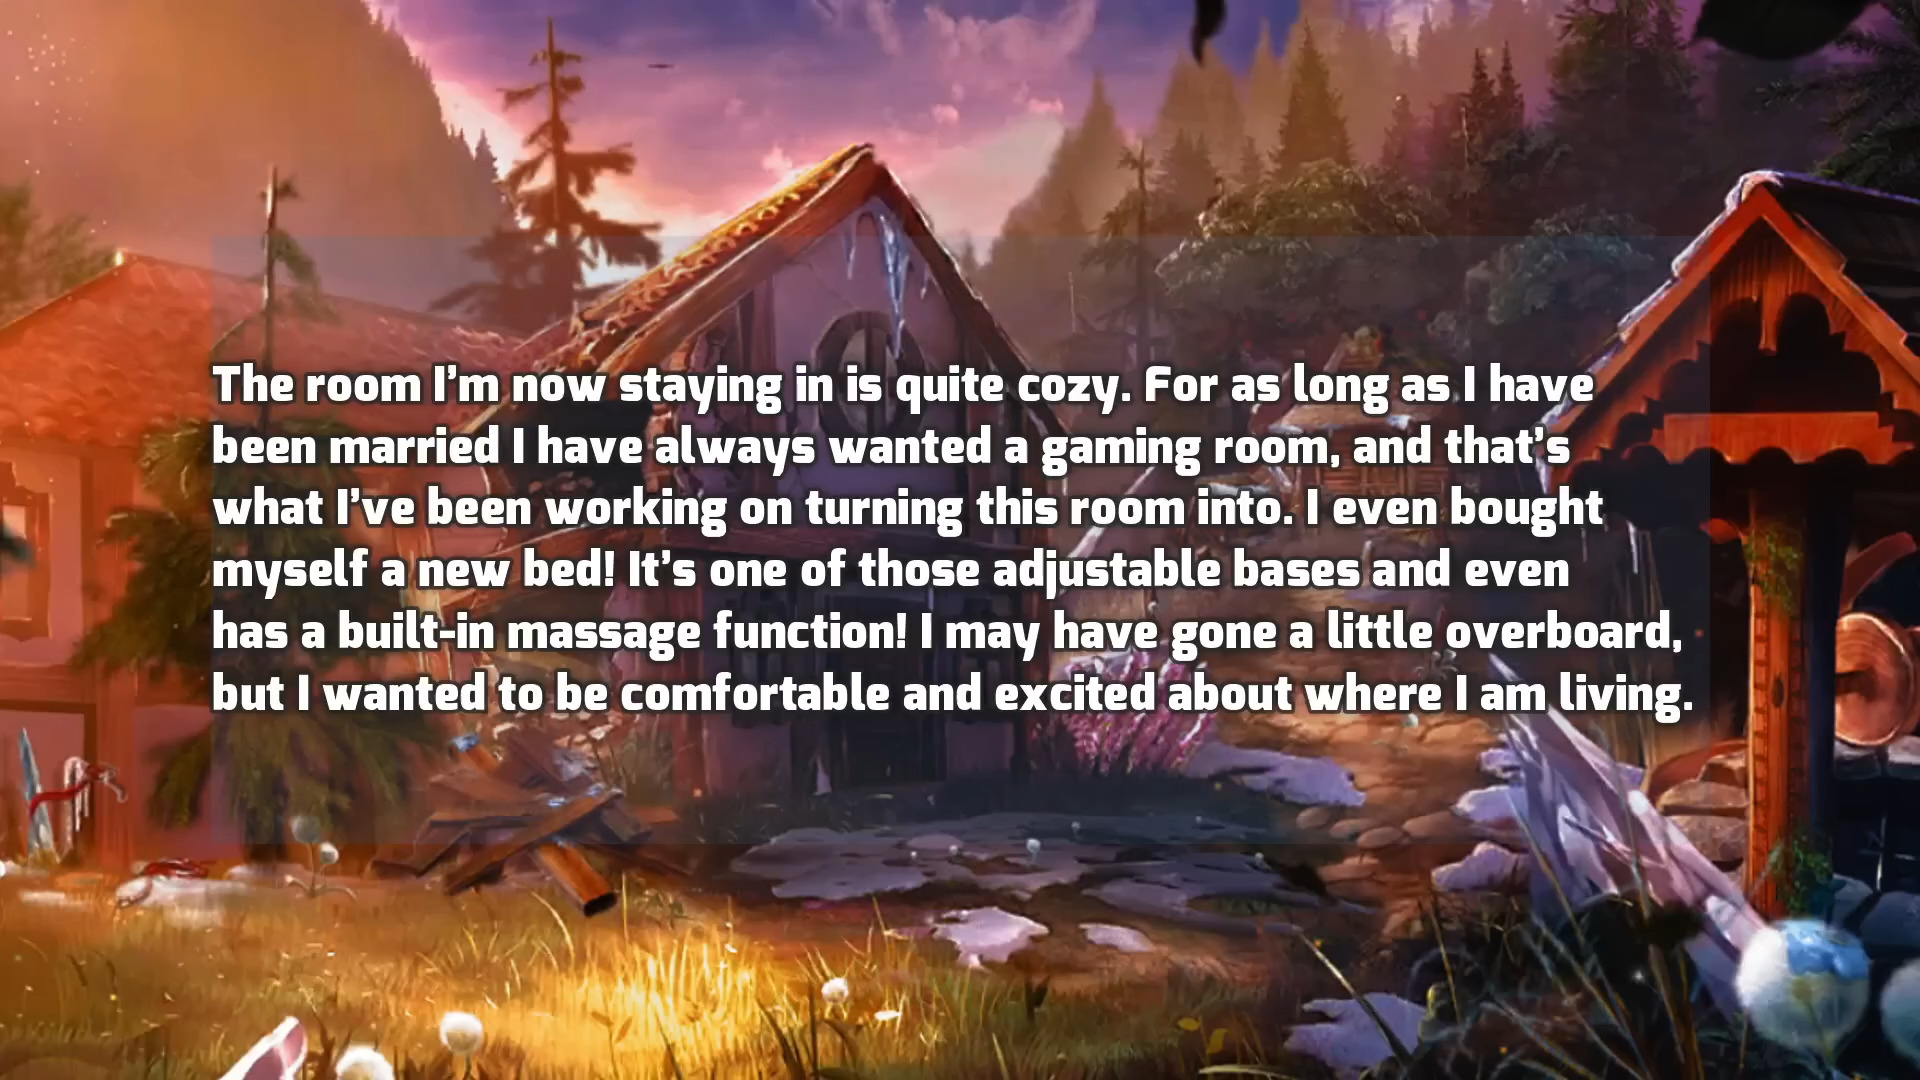 The room I’m now staying in is quite cozy. For as long as I have
been married I have always wanted a gaming room, and that’s
what I’ve been working on turning this room into. I even bought
myself a new bed! It’s one of those adjustable bases and even
has a built-in massage function! I may have gone a little overboard,
but I wanted to be comfortable and excited about where I am living.